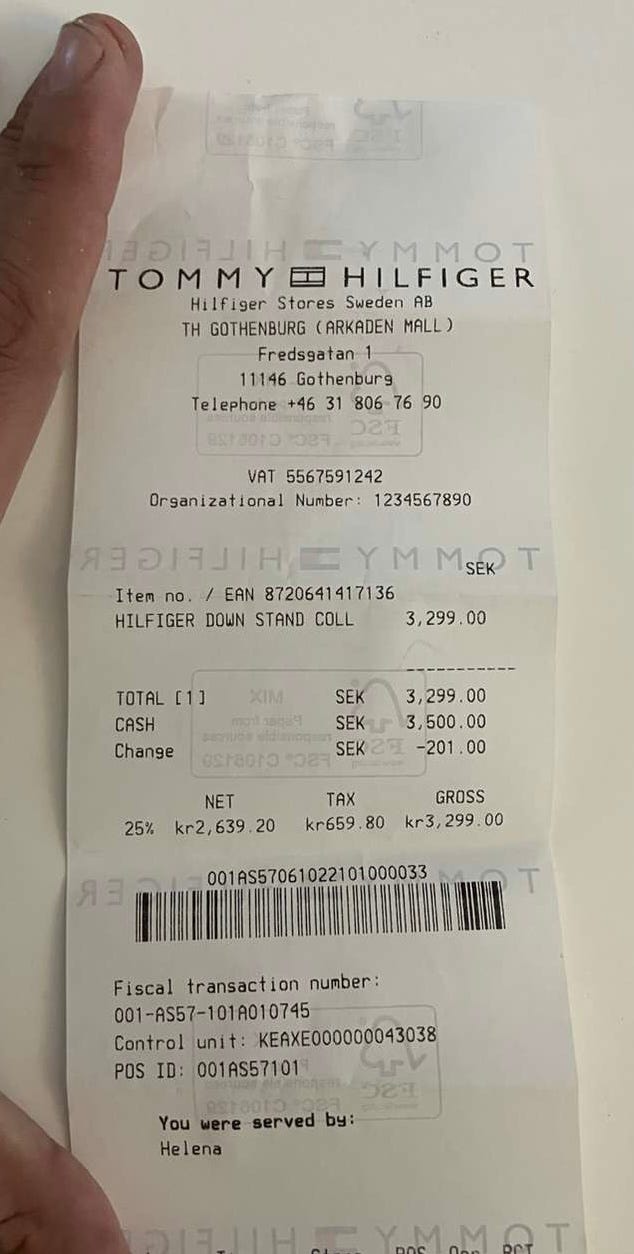 TOMMY HILFIGER
Hilfiger Stores Sweden AB
TH GOTHENBURG (ARKADEN MALL)
Fredsgatan 1
11146 Gothenburg
Telephone +46 31 806 76 90
VAT 5567591242
Organizational Number: 1234567890
SEK
Item no. / EAN 8720641417136
HILFIGER DOWN STAND COLL 3,299.00
------------
TOTAL [1] SEK 3,299.00
CASH SEK 3,500.00
Change SEK -201.00
NET TAX GROSS
25% kr2,639.20 kr659.80 kr3,299.00
001AS57061022101000033
Fiscal transaction number:
001-AS57-101A010745
Control unit: KEAXE000000043038
POS ID: 001AS57101
You were served by:
Helena